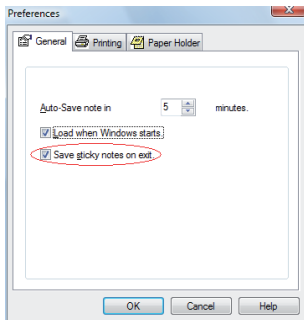 Preferences
General Printing Paper Holder
Auto-Save note in 5 minutes.
Load when Windows starts
Save sticky notes on exit
OK Cancel Help